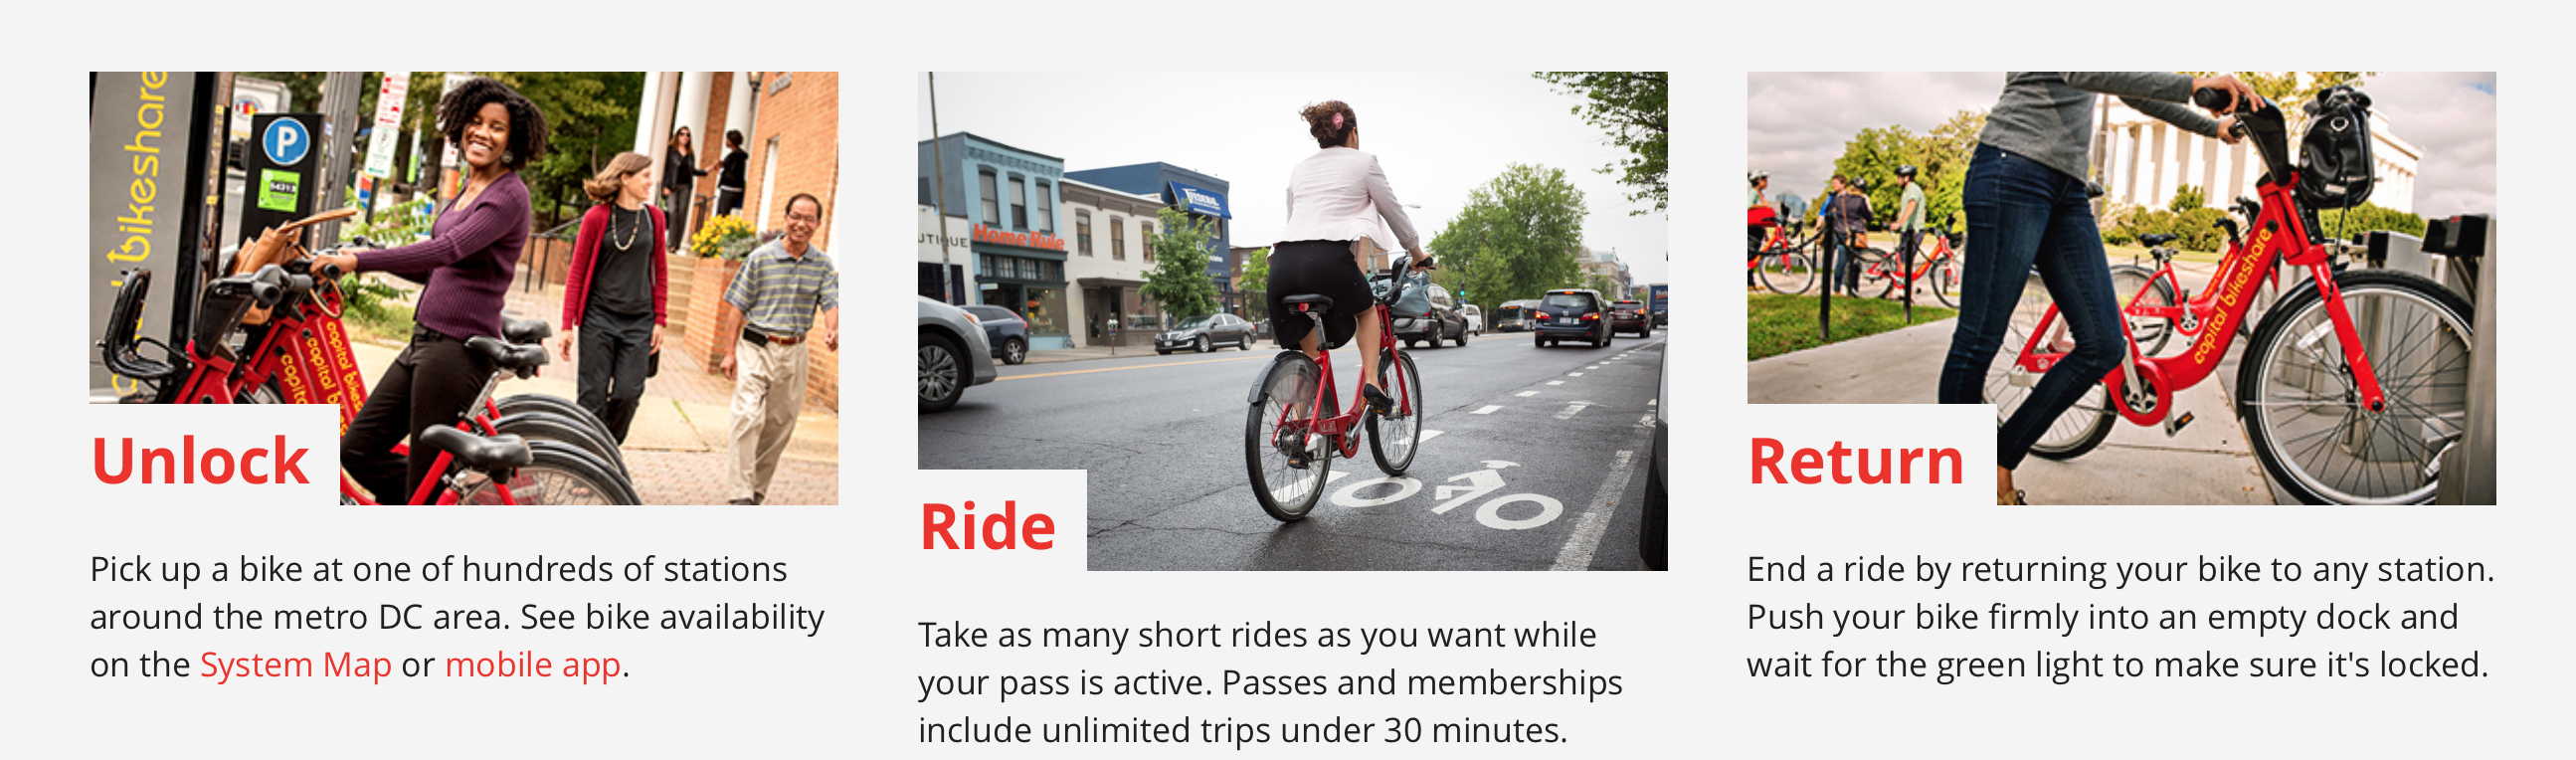 bikeshare
P
capital bikeshare
capital
Unlock
Pick up a bike at one of hundreds of stations
around the metro DC area. See bike availability
on the System Map or mobile app.
UTIQUE
Home Rule
FEDERAL
Ride
Take as many short rides as you want while
your pass is active. Passes and memberships
include unlimited trips under 30 minutes.
capital bikeshare
Return
End a ride by returning your bike to any station.
Push your bike firmly into an empty dock and
wait for the green light to make sure it's locked.